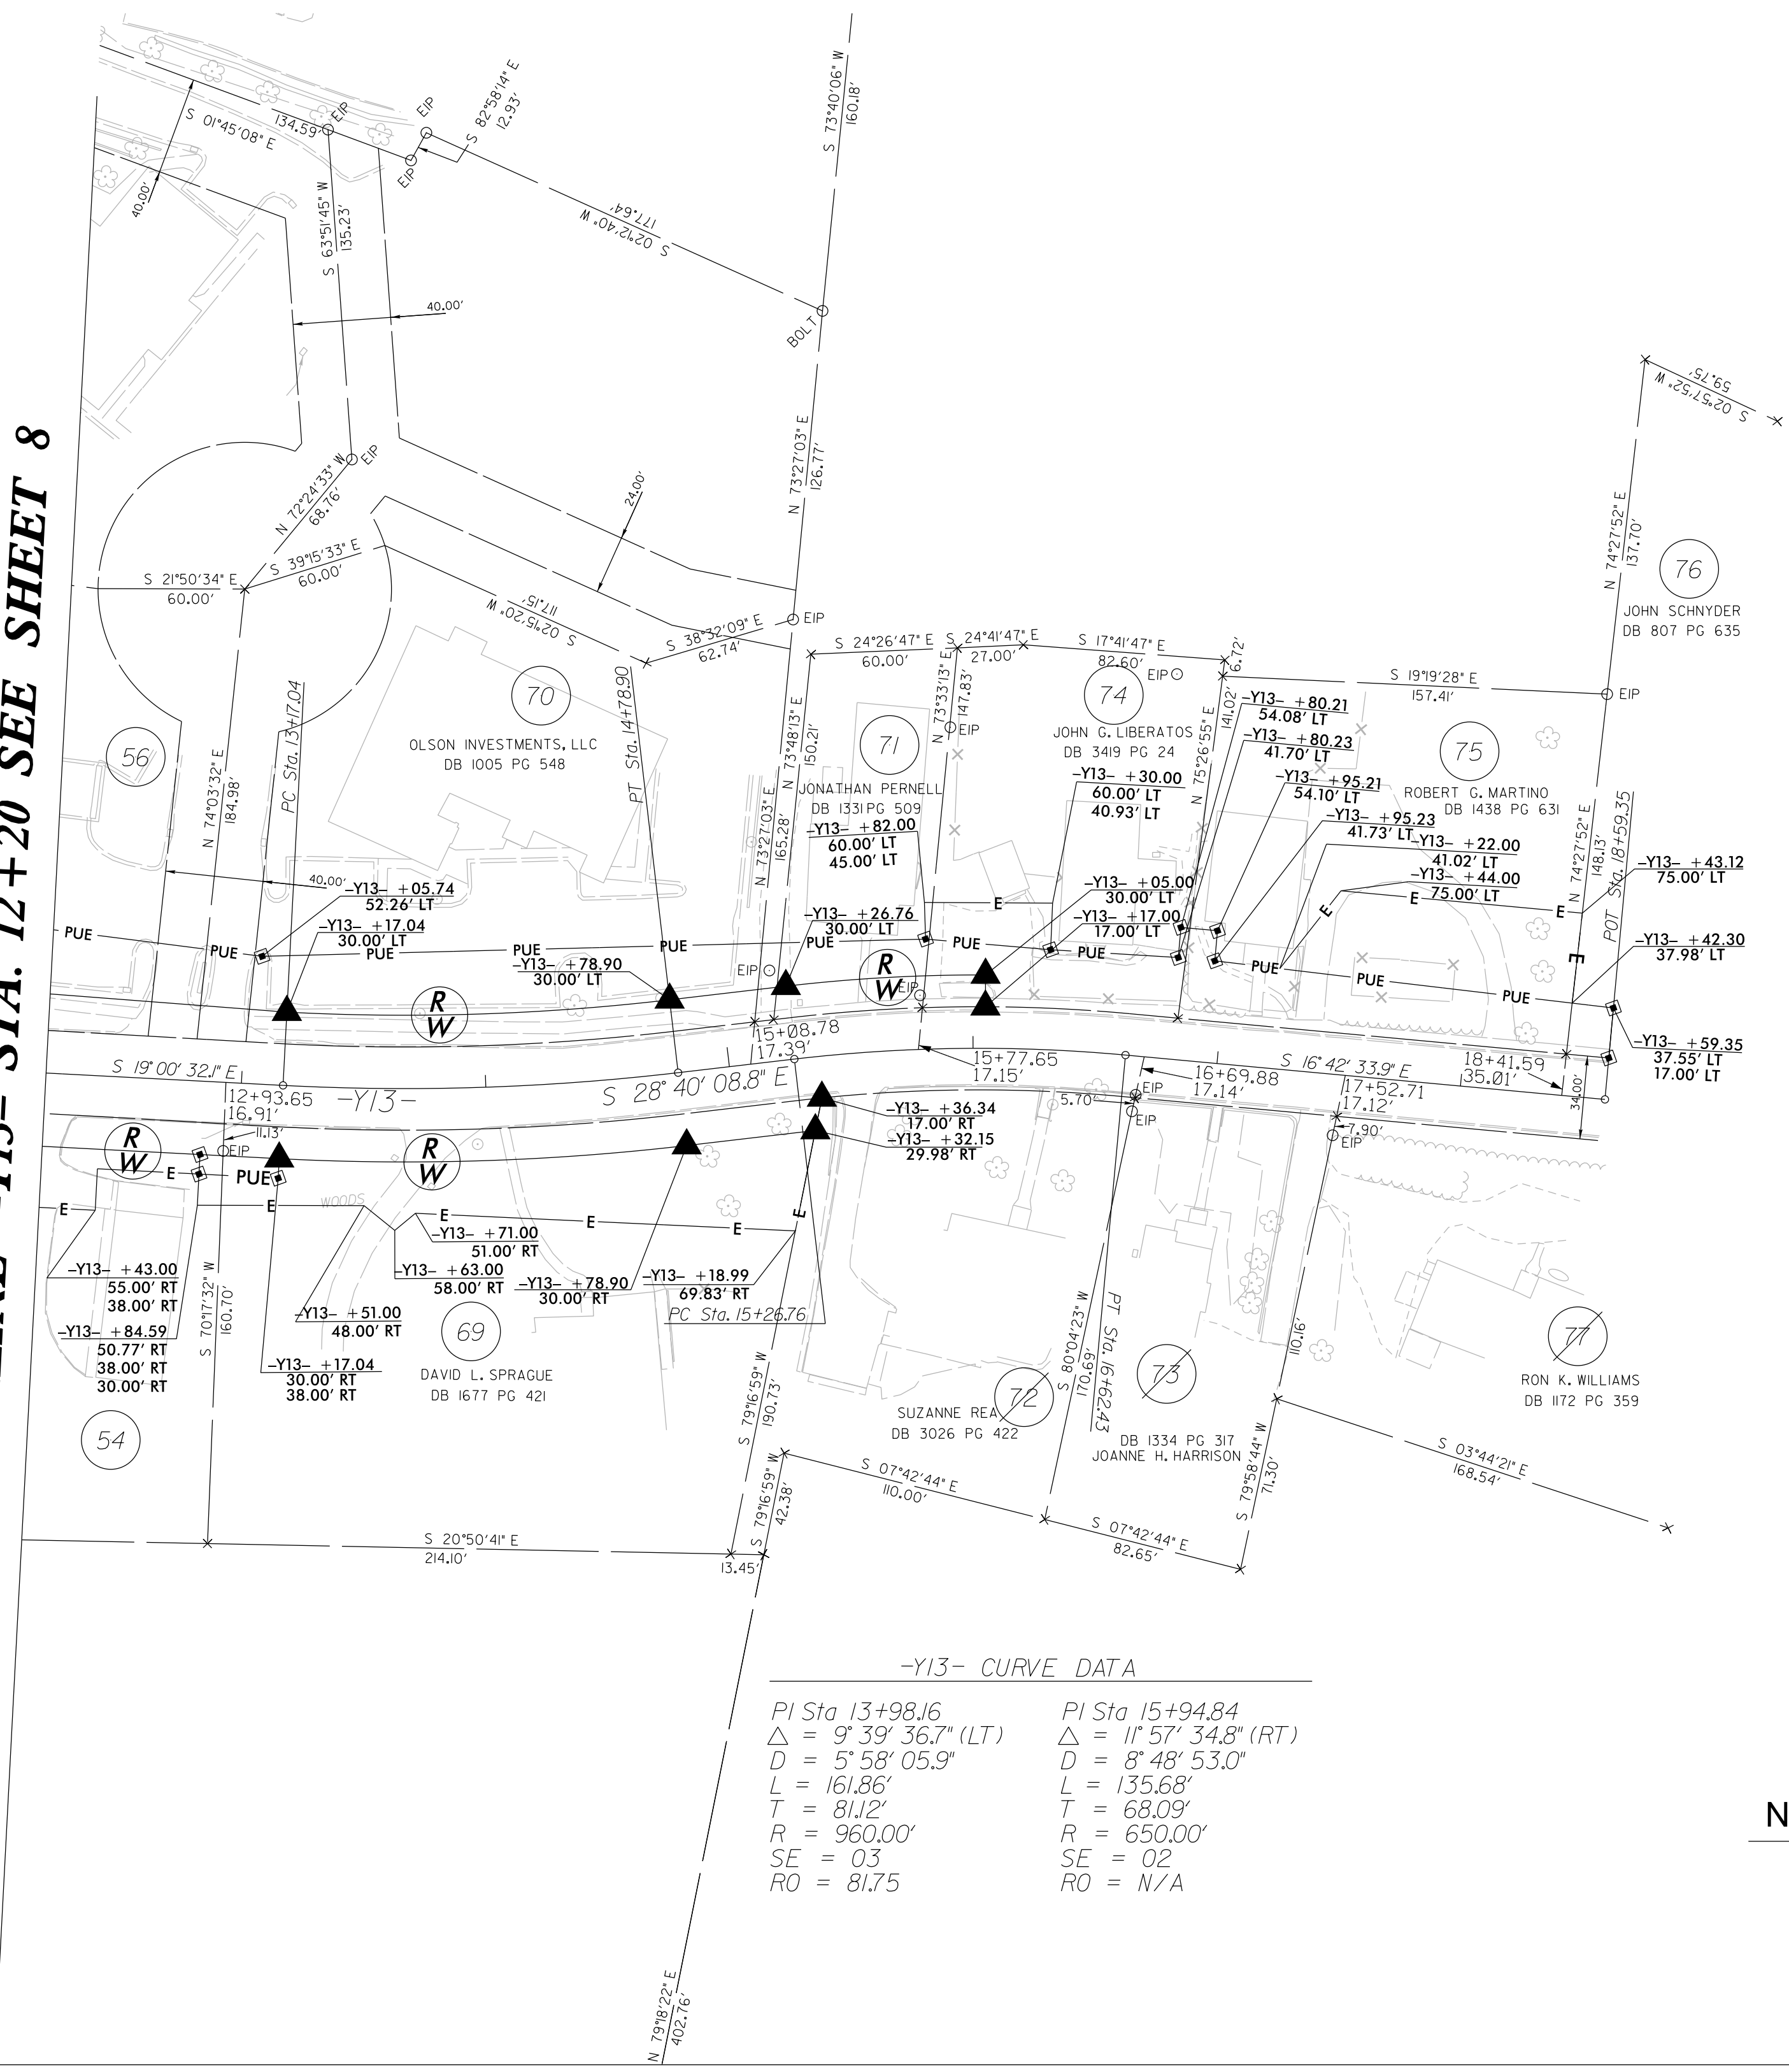 S 01°45'08" E
134.59'
EIP
EIP
EIP
S 82°58'14" E
12.93'
S 73°40'06" W
160.18'
40.00'
S 63°51'45" W
135.23'
S 02°12'40" W
177.64'
BOLT
40.00'
S 02°57'52" W
59.75'
SEE SHEET 8
STA. 12+20
N 72°24'33" W
68.76'
EIP
24.00'
N 73°27'03" E
126.77'
S 21°50'34" E
60.00'
S 39°15'33" E
60.00'
S 02°15'20" W
117.15'
S 38°32'09" E
62.74'
EIP
N 74°27'52" E
137.70'
76
JOHN SCHNYDER
DB 807 PG 635
S 24°26'47" E
60.00'
S 24°41'47" E
27.00'
S 17°41'47" E
82.60'
6.72'
EIP
S 19°19'28" E
157.41'
EIP
56
N 74°03'32" E
184.98'
PC Sta. 13+17.04
70
OLSON INVESTMENTS, LLC
DB 1005 PG 548
PT Sta. 14+78.90
N 73°27'03" E
165.28'
N 73°48'13" E
150.21'
71
JONATHAN PERNELL
DB 1331 PG 509
N 73°33'13" E
147.83'
EIP
74
JOHN G. LIBERATOS
DB 3419 PG 24
N 75°26'55" E
141.02'
75
ROBERT G. MARTINO
DB 1438 PG 631
N 74°27'52" E
148.13'
POT Sta. 18+59.35
-Y13- +80.21
54.08' LT
-Y13- +80.23
41.70' LT
-Y13- +95.21
54.10' LT
-Y13- +95.23
41.73' LT
-Y13- +22.00
41.02' LT
-Y13- +44.00
75.00' LT
-Y13- +43.12
75.00' LT
-Y13- +42.30
37.98' LT
-Y13- +59.35
37.55' LT
17.00' LT
-Y13- +30.00
60.00' LT
40.93' LT
-Y13- +82.00
60.00' LT
45.00' LT
-Y13- +05.00
30.00' LT
-Y13- +17.00
17.00' LT
-Y13- +26.76
30.00' LT
40.00'
-Y13- +05.74
52.26' LT
-Y13- +17.04
30.00' LT
-Y13- +78.90
30.00' LT
PUE
PUE
PUE
PUE
PUE
PUE
PUE
PUE
PUE
PUE
PUE
E
E
E
E
E
EIP
EIP
R
W
R
W
S 19°00'32.1" E
-Y13-
S 28°40'08.8" E
12+93.65
16.91'
15+08.78
17.39'
15+77.65
17.15'
16+69.88
17.14'
S 16°42'33.9" E
17+52.71
17.12'
18+41.59
35.01'
34.00'
11.13'
EIP
5.70'
EIP
EIP
7.90'
EIP
-Y13- +36.34
17.00' RT
-Y13- +32.15
29.98' RT
R
W
R
W
E
PUE
E
E
WOODS
E
E
E
E
-Y13- +43.00
55.00' RT
38.00' RT
-Y13- +84.59
50.77' RT
38.00' RT
30.00' RT
S 70°17'32" W
160.70'
-Y13- +17.04
30.00' RT
38.00' RT
-Y13- +51.00
48.00' RT
-Y13- +71.00
51.00' RT
-Y13- +63.00
58.00' RT
-Y13- +78.90
30.00' RT
-Y13- +18.99
69.83' RT
PC Sta. 15+26.76
69
DAVID L. SPRAGUE
DB 1677 PG 421
54
S 79°16'59" W
190.73'
S 79°16'59" W
42.38'
72
SUZANNE REA
DB 3026 PG 422
S 80°04'23" W
170.69'
PT Sta. 16+62.43
73
DB 1334 PG 317
JOANNE H. HARRISON
110.16'
S 79°58'44" W
71.30'
77
RON K. WILLIAMS
DB 1172 PG 359
S 03°44'21" E
168.54'
S 07°42'44" E
110.00'
S 07°42'44" E
82.65'
S 20°50'41" E
214.10'
13.45'
N 79°18'22" E
402.76'
-Y13- CURVE DATA
PI Sta 13+98.16
△ = 9° 39' 36.7" (LT)
D = 5° 58' 05.9"
L = 161.86'
T = 81.12'
R = 960.00'
SE = 03
RO = 81.75
PI Sta 15+94.84
△ = 11° 57' 34.8" (RT)
D = 8° 48' 53.0"
L = 135.68'
T = 68.09'
R = 650.00'
SE = 02
RO = N/A
N